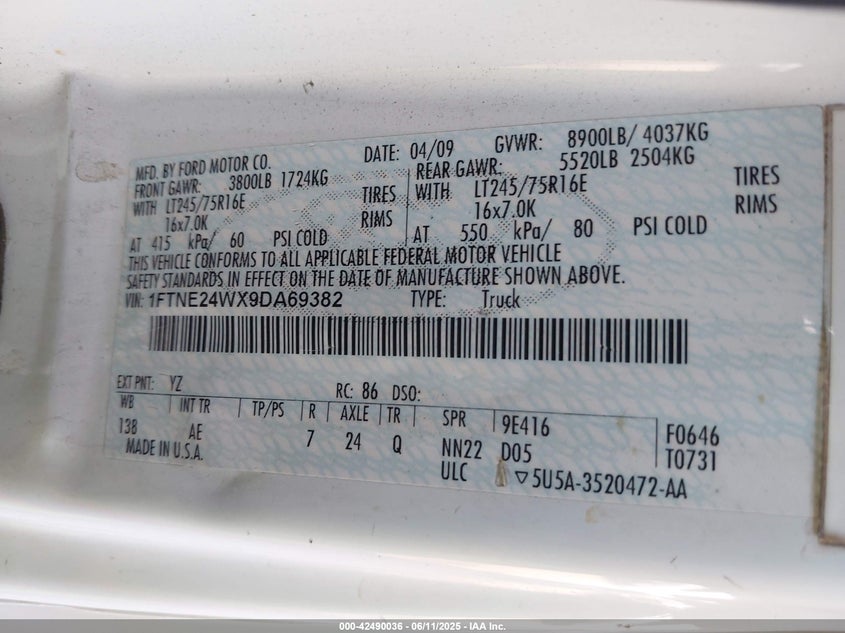 MFD. BY FORD MOTOR CO. DATE: 04/09 GVWR: 8900LB/ 4037KG
FRONT GAWR: 3800LB 1724KG REAR GAWR: 5520LB 2504KG
WITH LT245/75R16E TIRES WITH LT245/75R16E TIRES
16x7.0K RIMS 16x7.0K RIMS
AT 415 kPa/ 60 PSI COLD AT 550 kPa/ 80 PSI COLD
THIS VEHICLE CONFORMS TO ALL APPLICABLE FEDERAL MOTOR VEHICLE
SAFETY STANDARDS IN EFFECT ON THE DATE OF MANUFACTURE SHOWN ABOVE.
VIN: 1FTNE24WX9DA69382 TYPE: Truck
EXT PNT: YZ RC: 86 DSO:
WB INT TR TP/PS R AXLE TR SPR 9E416 F0646
138 AE 7 24 Q NN22 D05 T0731
MADE IN U.S.A. ULC ▽5U5A-3520472-AA
000-42490036 - 06/11/2025 - IAA Inc.